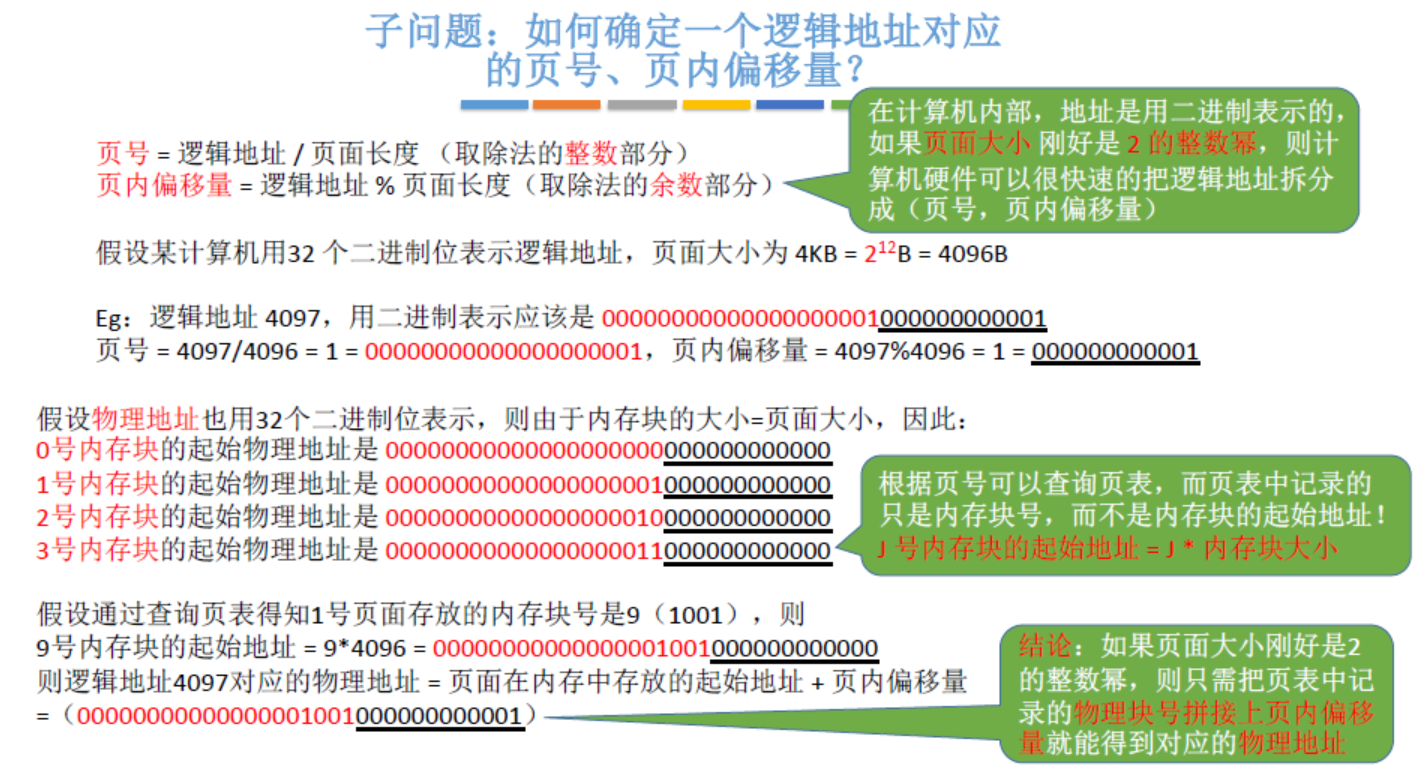 子问题：如何确定一个逻辑地址对应
的页号、页内偏移量？
在计算机内部，地址是用二进制表示的，
如果页面大小 刚好是 2 的整数幂，则计
算机硬件可以很快速的把逻辑地址拆分
成（页号，页内偏移量）
页号 = 逻辑地址 / 页面长度 （取除法的整数部分）
页内偏移量 = 逻辑地址 % 页面长度（取除法的余数部分）
假设某计算机用32 个二进制位表示逻辑地址，页面大小为 4KB = 2¹²B = 4096B
Eg：逻辑地址 4097，用二进制表示应该是 00000000000000000001000000000001
页号 = 4097/4096 = 1 = 00000000000000000001，页内偏移量 = 4097%4096 = 1 = 000000000001
假设物理地址也用32个二进制位表示，则由于内存块的大小=页面大小，因此：
0号内存块的起始物理地址是 00000000000000000000000000000000
1号内存块的起始物理地址是 00000000000000000001000000000000
2号内存块的起始物理地址是 00000000000000000010000000000000
3号内存块的起始物理地址是 00000000000000000011000000000000
根据页号可以查询页表，而页表中记录的
只是内存块号，而不是内存块的起始地址！
J 号内存块的起始地址 = J * 内存块大小
假设通过查询页表得知1号页面存放的内存块号是9（1001），则
9号内存块的起始地址 = 9*4096 = 00000000000000001001000000000000
则逻辑地址4097对应的物理地址 = 页面在内存中存放的起始地址 + 页内偏移量
=（00000000000000001001000000000001）
结论：如果页面大小刚好是2
的整数幂，则只需把页表中记
录的物理块号拼接上页内偏移
量就能得到对应的物理地址